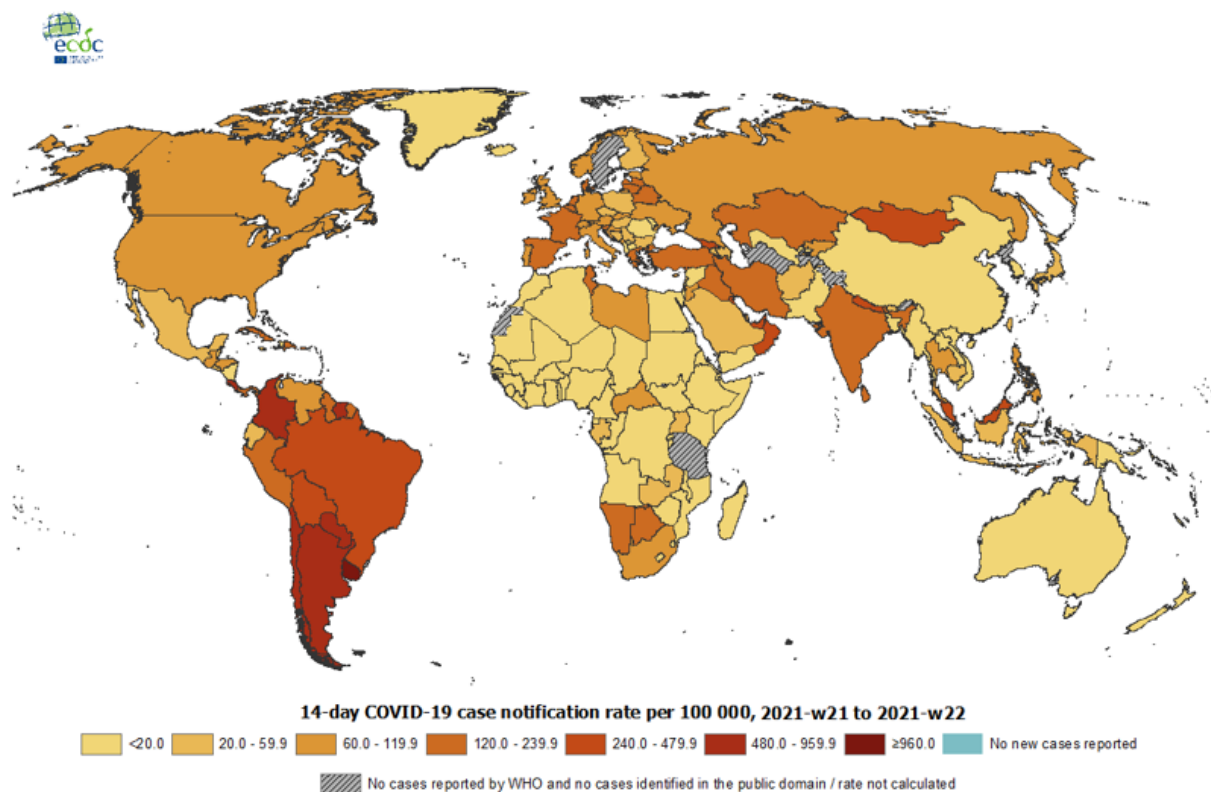 ecdc
14-day COVID-19 case notification rate per 100 000, 2021-w21 to 2021-w22
<20.0 20.0 - 59.9 60.0 - 119.9 120.0 - 239.9 240.0 - 479.9 480.0 - 959.9 ≥960.0 No new cases reported
No cases reported by WHO and no cases identified in the public domain / rate not calculated